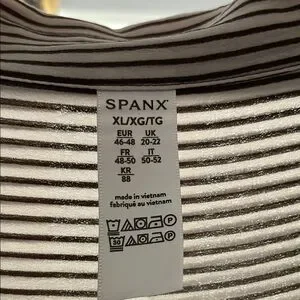 SPANX
XL/XG/TG
EUR UK
46-48 20-22
FR IT
48-50 50-52
KR
88
made in vietnam
fabriqué au vietnam